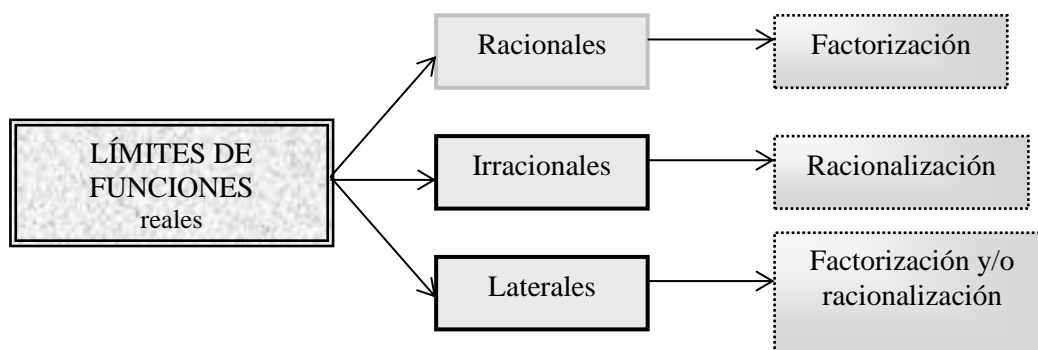 Racionales
Factorización
LÍMITES DE
FUNCIONES
reales
Irracionales
Racionalización
Laterales
Factorización y/o
racionalización